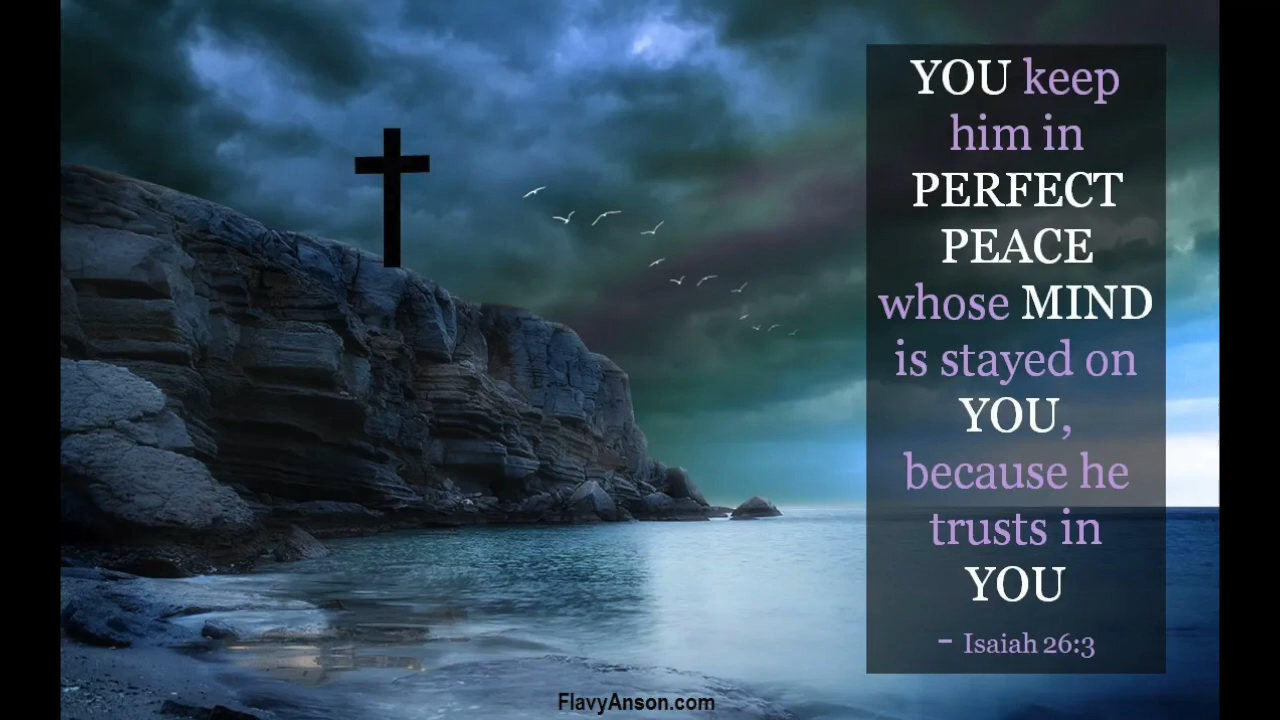 YOU keep
him in
PERFECT
PEACE
whose MIND
is stayed on
YOU,
because he
trusts in
YOU
- Isaiah 26:3
FlavyAnson.com